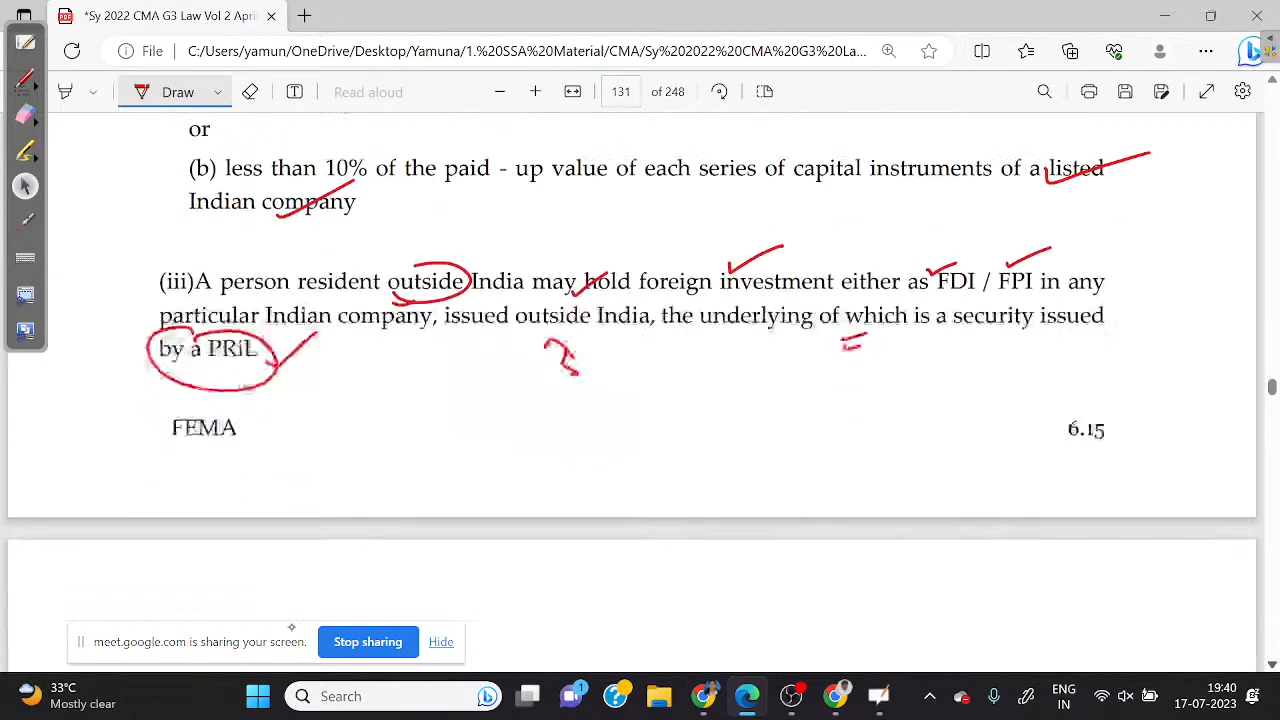 *Sy 2022 CMA G3 Law Vol 2 April
File C:/Users/yamun/OneDrive/Desktop/Yamuna/1.%20SSA%20Material/CMA/Sy%202022%20CMA%20G3%20La...
Draw
Read aloud
131 of 248
or
(b) less than 10% of the paid - up value of each series of capital instruments of a listed
Indian company
(iii)A person resident outside India may hold foreign investment either as FDI / FPI in any
particular Indian company, issued outside India, the underlying of which is a security issued
by a PRIL
FEMA 6.15
meet.google.com is sharing your screen. Stop sharing Hide
33°C
Mostly clear
Search
1
ENG
IN
19:40
17-07-2023